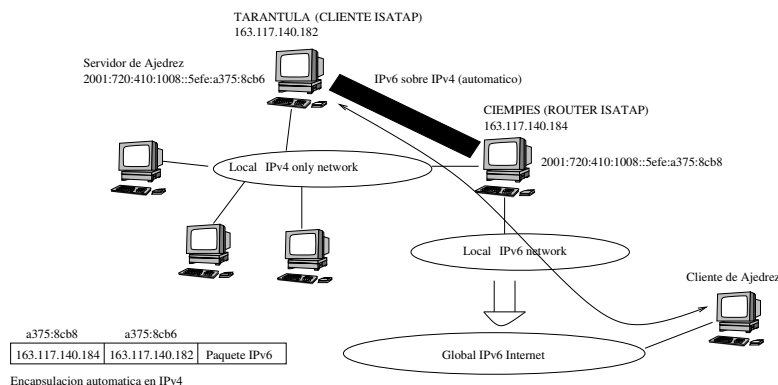 TARANTULA (CLIENTE ISATAP)
163.117.140.182
Servidor de Ajedrez
2001:720:410:1008::5efe:a375:8cb6
IPv6 sobre IPv4 (automatico)
CIEMPIES (ROUTER ISATAP)
163.117.140.184
2001:720:410:1008::5efe:a375:8cb8
Local IPv4 only network
Local IPv6 network
Cliente de Ajedrez
Global IPv6 Internet
a375:8cb8 a375:8cb6
163.117.140.184 163.117.140.182 Paquete IPv6
Encapsulacion automatica en IPv4